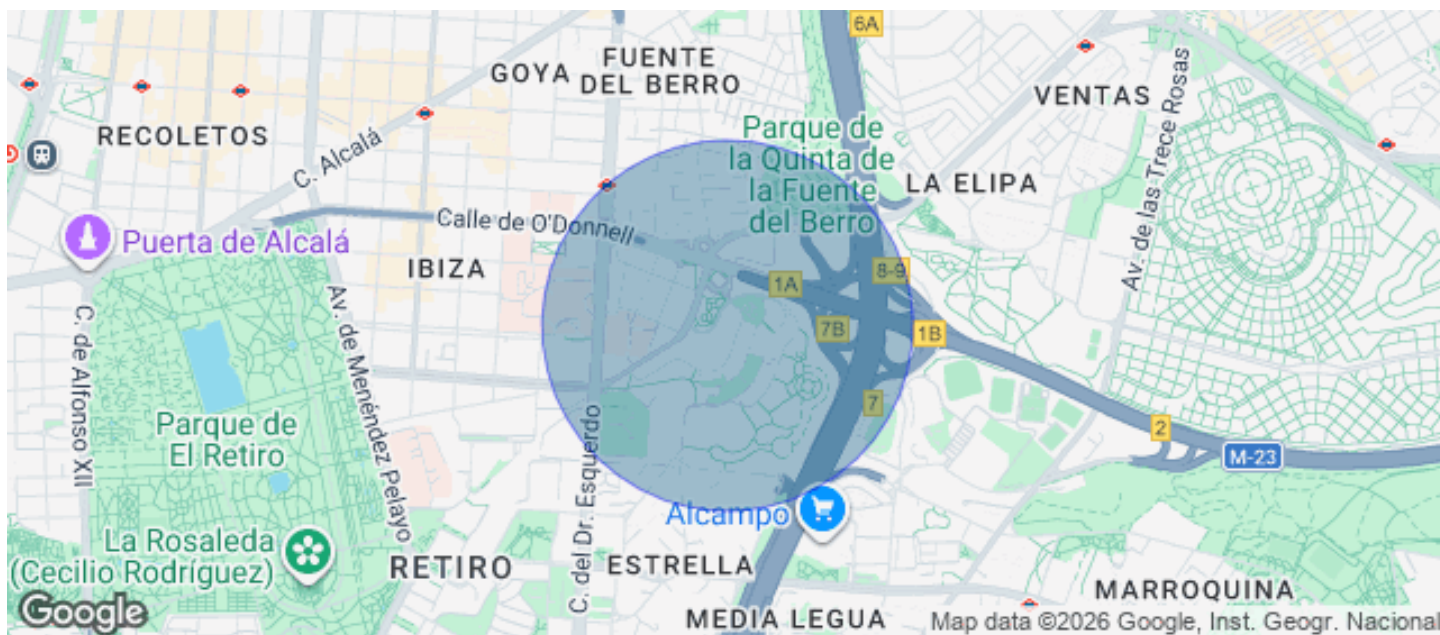 6A
FUENTE
DEL BERRO
GOYA
VENTAS
RECOLETOS
C. Alcalá
Parque de
la Quinta de
la Fuente
del Berro
LA ELIPA
Av. de las Trece Rosas
Calle de O'Donnell
Puerta de Alcalá
IBIZA
8-9
1A
7B
1B
C. de Alfonso XII
Av. de Menéndez Pelayo
7
Parque de
El Retiro
2
M-23
C. del Dr. Esquerdo
Alcampo
La Rosaleda
(Cecilio Rodríguez)
RETIRO
ESTRELLA
MARROQUINA
MEDIA LEGUA
Google
Map data ©2026 Google, Inst. Geogr. Nacional